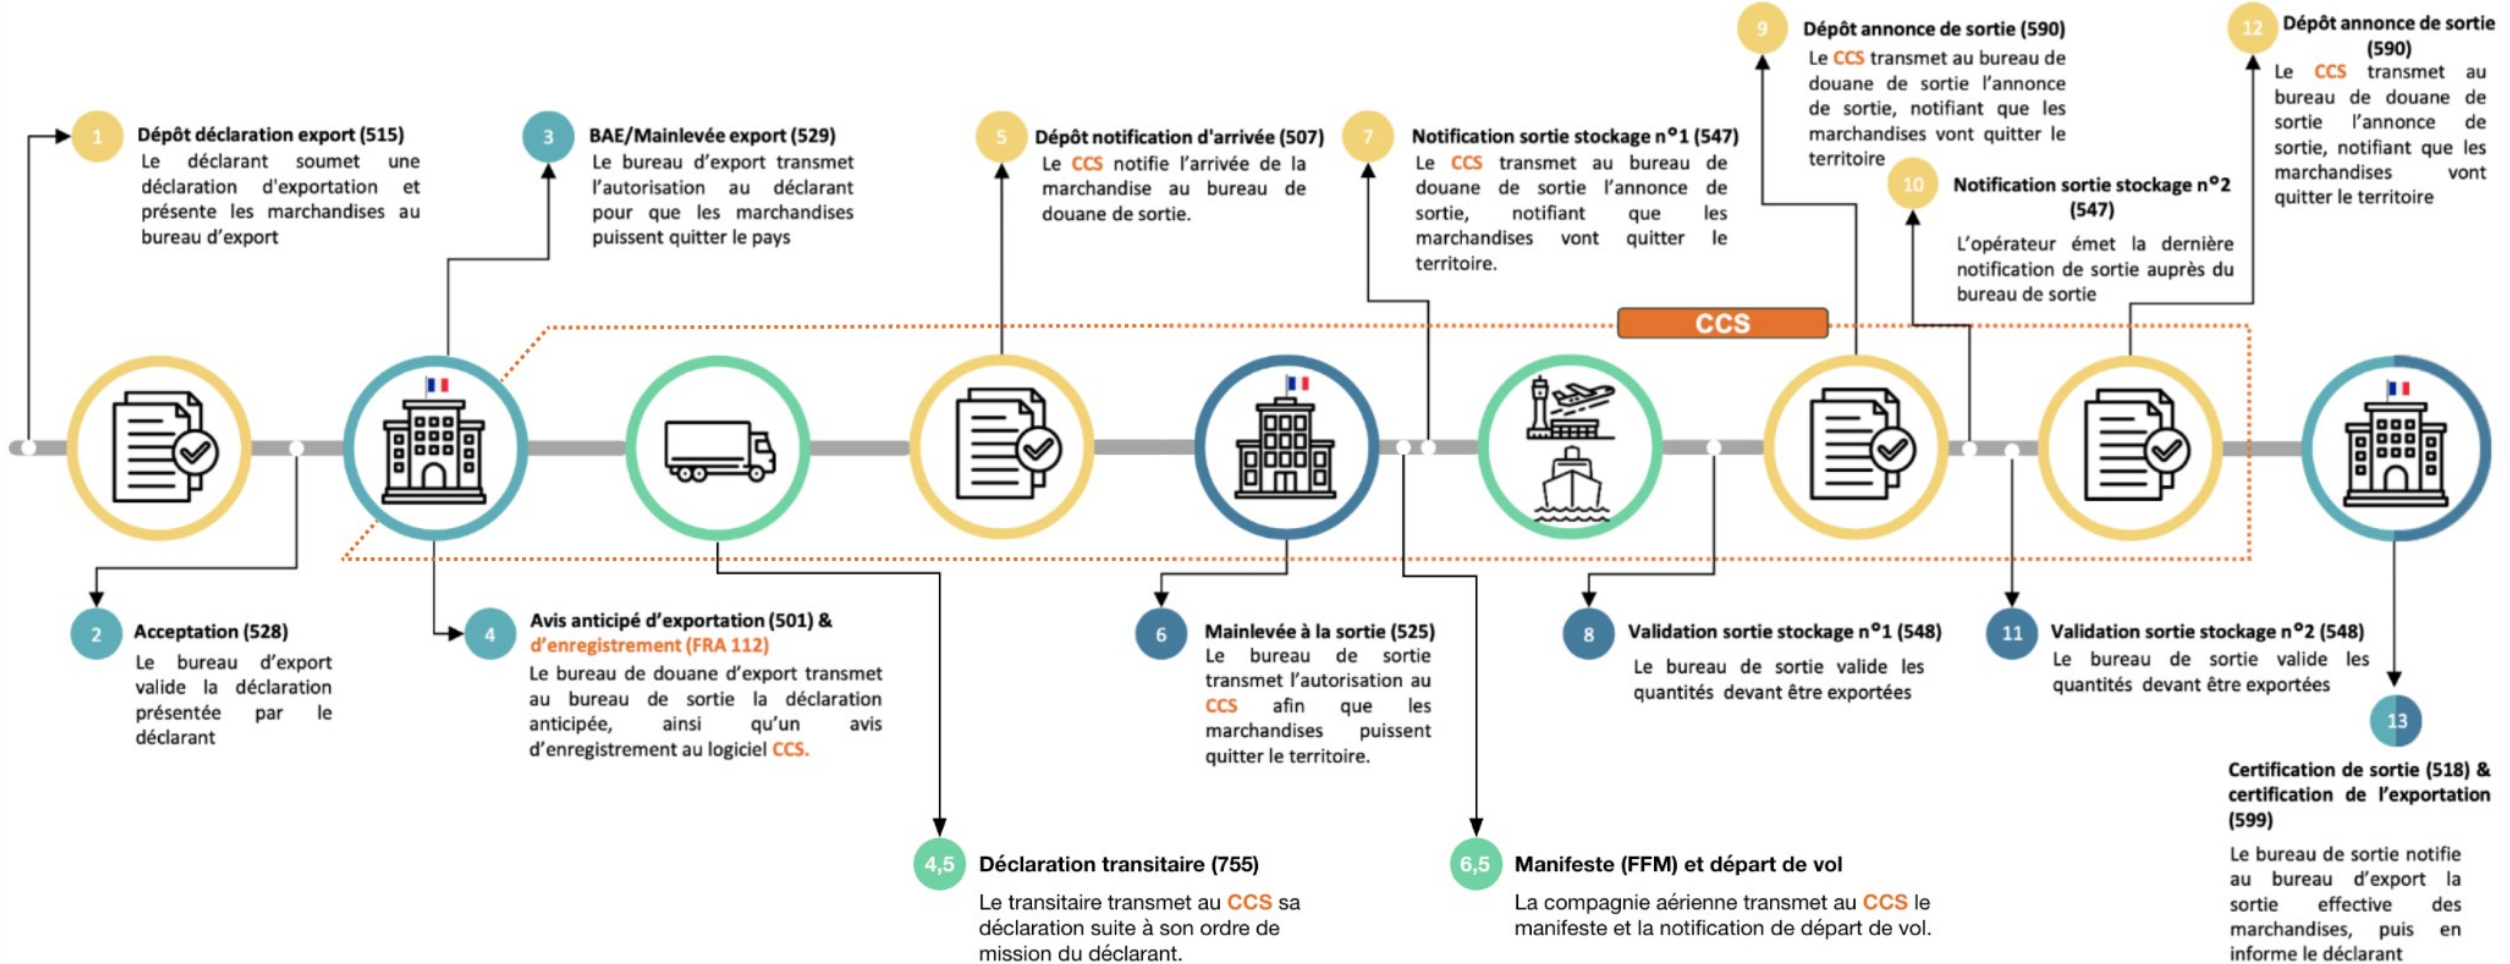 1
Dépôt déclaration export (515)
Le déclarant soumet une
déclaration d'exportation et
présente les marchandises au
bureau d'export
3
BAE/Mainlevée export (529)
Le bureau d'export transmet
l'autorisation au déclarant
pour que les marchandises
puissent quitter le pays
5
Dépôt notification d'arrivée (507)
Le CCS notifie l'arrivée de la
marchandise au bureau de
douane de sortie.
7
Notification sortie stockage n°1 (547)
Le CCS transmet au bureau de
douane de sortie l'annonce de
sortie, notifiant que les
marchandises vont quitter le
territoire.
9
Dépôt annonce de sortie (590)
Le CCS transmet au bureau de
douane de sortie l'annonce
de sortie, notifiant que les
marchandises vont quitter le
territoire
10
Notification sortie stockage n°2
(547)
L'opérateur émet la dernière
notification de sortie auprès du
bureau de sortie
12
Dépôt annonce de sortie
(590)
Le CCS transmet au
bureau de douane de
sortie l'annonce de
sortie, notifiant que les
marchandises vont
quitter le territoire
CCS
2
Acceptation (528)
Le bureau d'export
valide la déclaration
présentée par le
déclarant
4
Avis anticipé d'exportation (501) &
d'enregistrement (FRA 112)
Le bureau de douane d'export transmet
au bureau de sortie la déclaration
anticipée, ainsi qu'un avis
d'enregistrement au logiciel CCS.
4,5
Déclaration transitaire (755)
Le transitaire transmet au CCS sa
déclaration suite à son ordre de
mission du déclarant.
6
Mainlevée à la sortie (525)
Le bureau de sortie
transmet l'autorisation au
CCS afin que les
marchandises puissent
quitter le territoire.
6,5
Manifeste (FFM) et départ de vol
La compagnie aérienne transmet au CCS le
manifeste et la notification de départ de vol.
8
Validation sortie stockage n°1 (548)
Le bureau de sortie valide les
quantités devant être exportées
11
Validation sortie stockage n°2 (548)
Le bureau de sortie valide les
quantités devant être exportées
13
Certification de sortie (518) &
certification de l'exportation
(599)
Le bureau de sortie notifie
au bureau d'export la
sortie effective des
marchandises, puis en
informe le déclarant